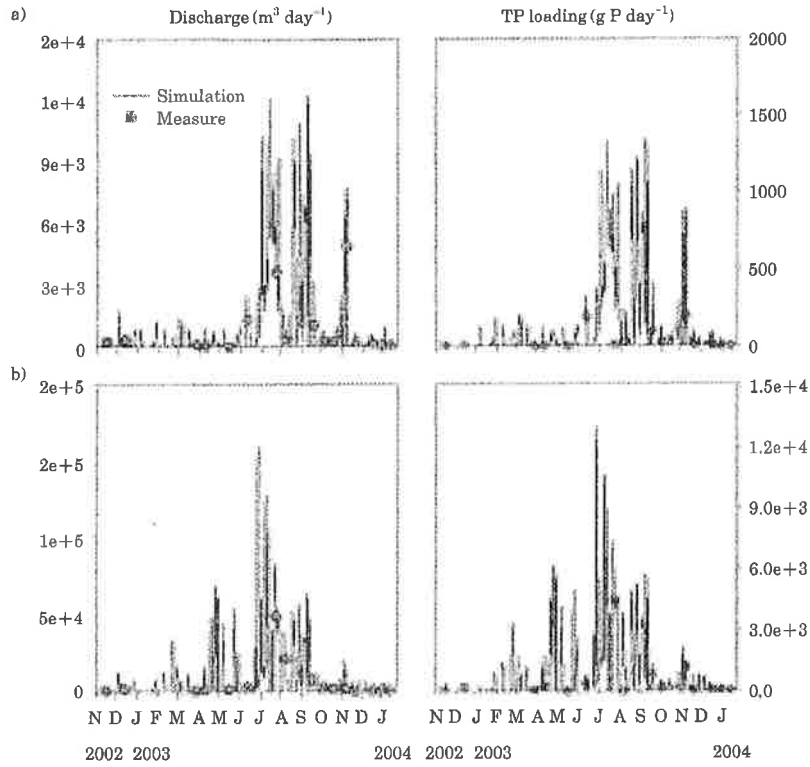 a)
Discharge (m³ day⁻¹)
TP loading (g P day⁻¹)
2e+4
1e+4
9e+3
6e+3
3e+3
0
Simulation
Measure
2000
1500
1000
500
0
b)
2e+5
2e+5
1e+5
5e+4
0
1.5e+4
1.2e+4
9.0e+3
6.0e+3
3.0e+3
0,0
N D J F M A M J J A S O N D J
N D J F M A M J J A S O N D J
2002 2003 2004
2002 2003 2004